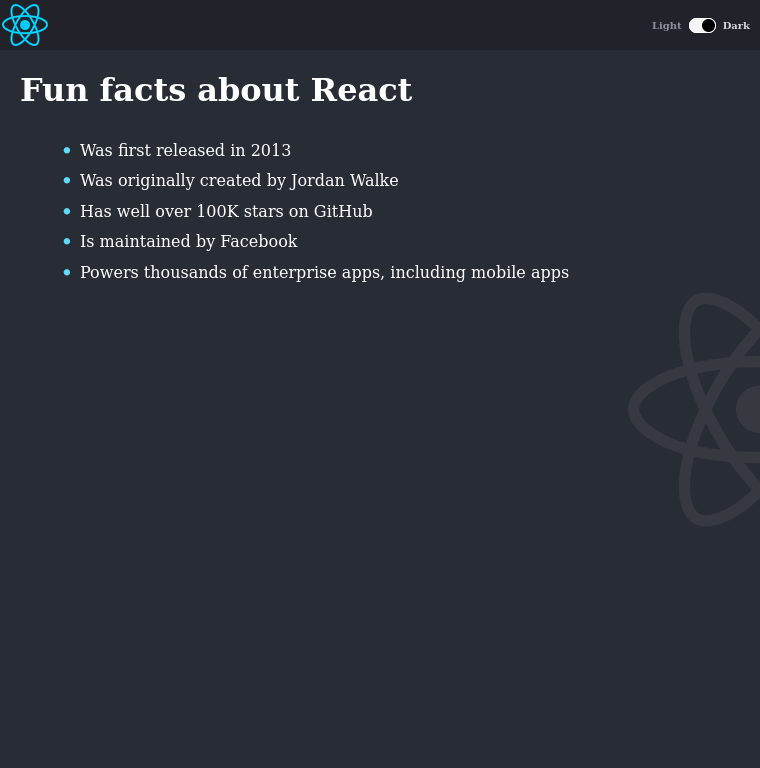 Light Dark
Fun facts about React
Was first released in 2013
Was originally created by Jordan Walke
Has well over 100K stars on GitHub
Is maintained by Facebook
Powers thousands of enterprise apps, including mobile apps